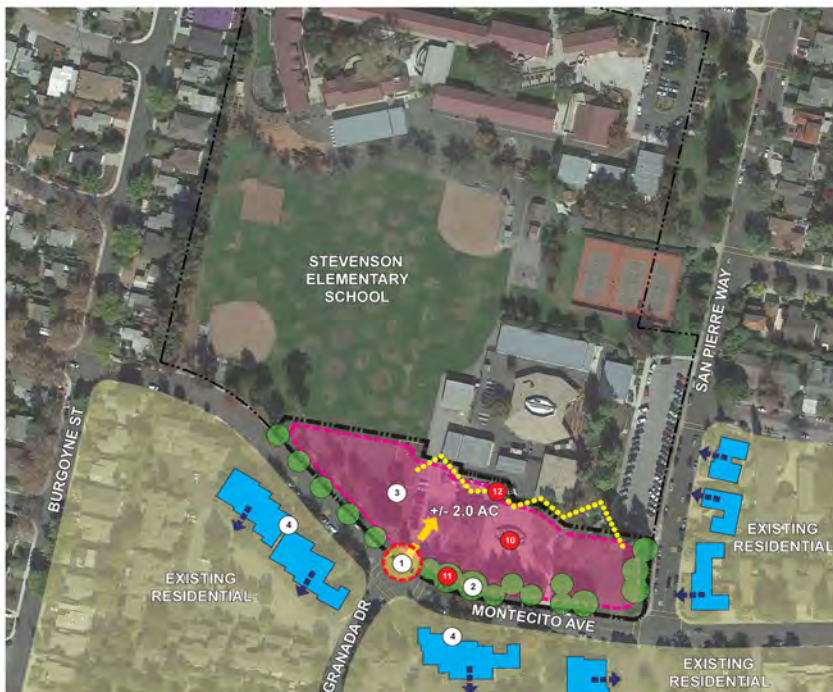 STEVENSON
ELEMENTARY
SCHOOL
SAN PIERRE WAY
BURGOYNE ST
12
3
+/- 2.0 AC
4
10
EXISTING
RESIDENTIAL
1
11
2
EXISTING
RESIDENTIAL
MONTECITO AVE
GRANADA DR
4
EXISTING
RESIDENTIAL